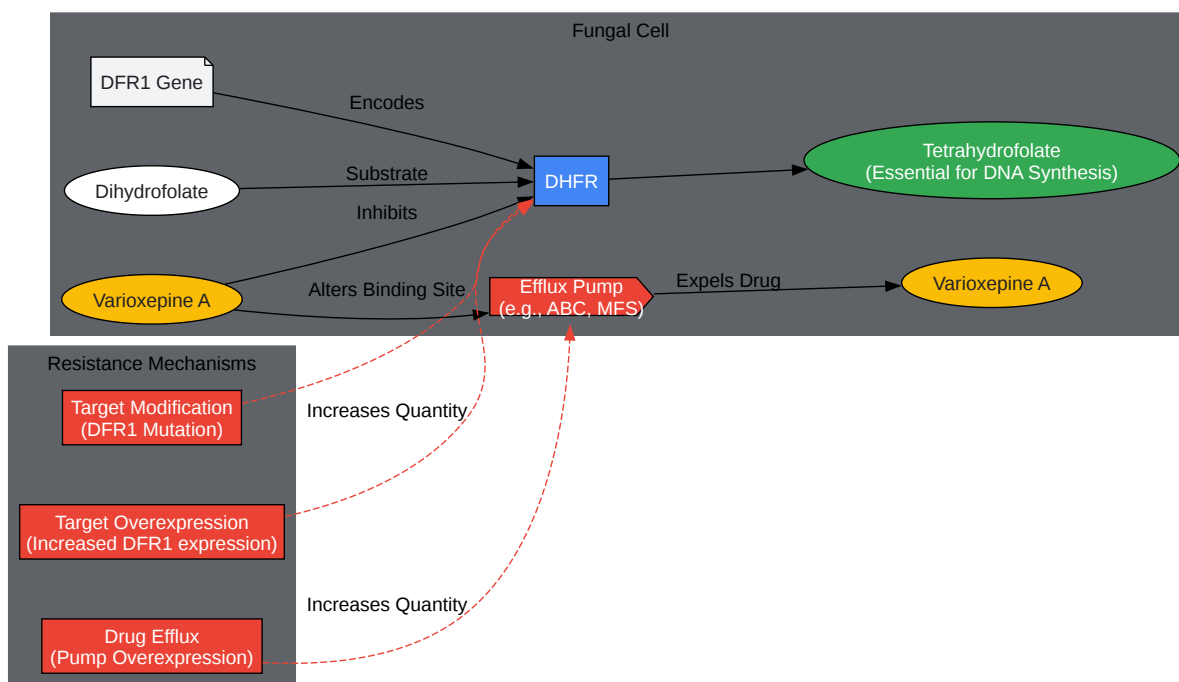 Fungal Cell
DFR1 Gene
Encodes
Dihydrofolate
Substrate
DHFR
Tetrahydrofolate
(Essential for DNA Synthesis)
Inhibits
Varioxepine A
Alters Binding Site
Efflux Pump
(e.g., ABC, MFS)
Expels Drug
Varioxepine A
Resistance Mechanisms
Target Modification
(DFR1 Mutation)
Increases Quantity
Target Overexpression
(Increased DFR1 expression)
Increases Quantity
Drug Efflux
(Pump Overexpression)